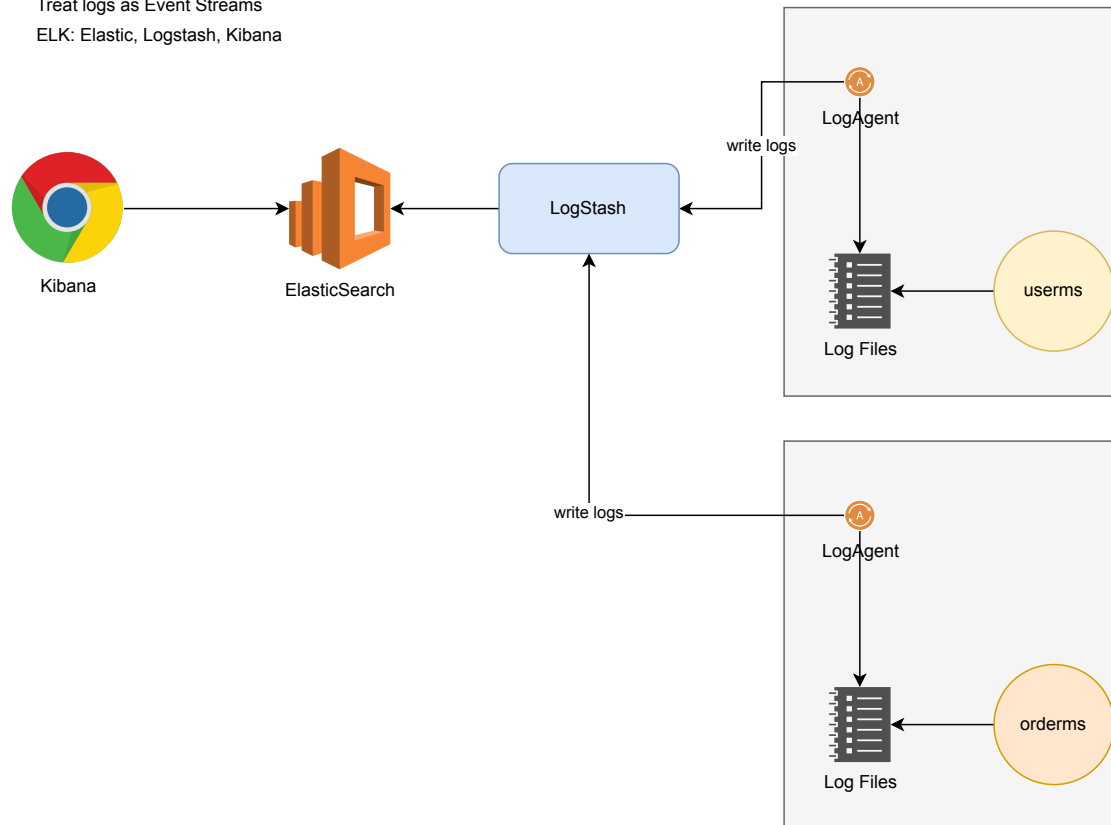 Treat logs as Event Streams
ELK: Elastic, Logstash, Kibana
A
LogAgent
write logs
LogStash
Kibana
ElasticSearch
userms
Log Files
A
write logs
LogAgent
orderms
Log Files